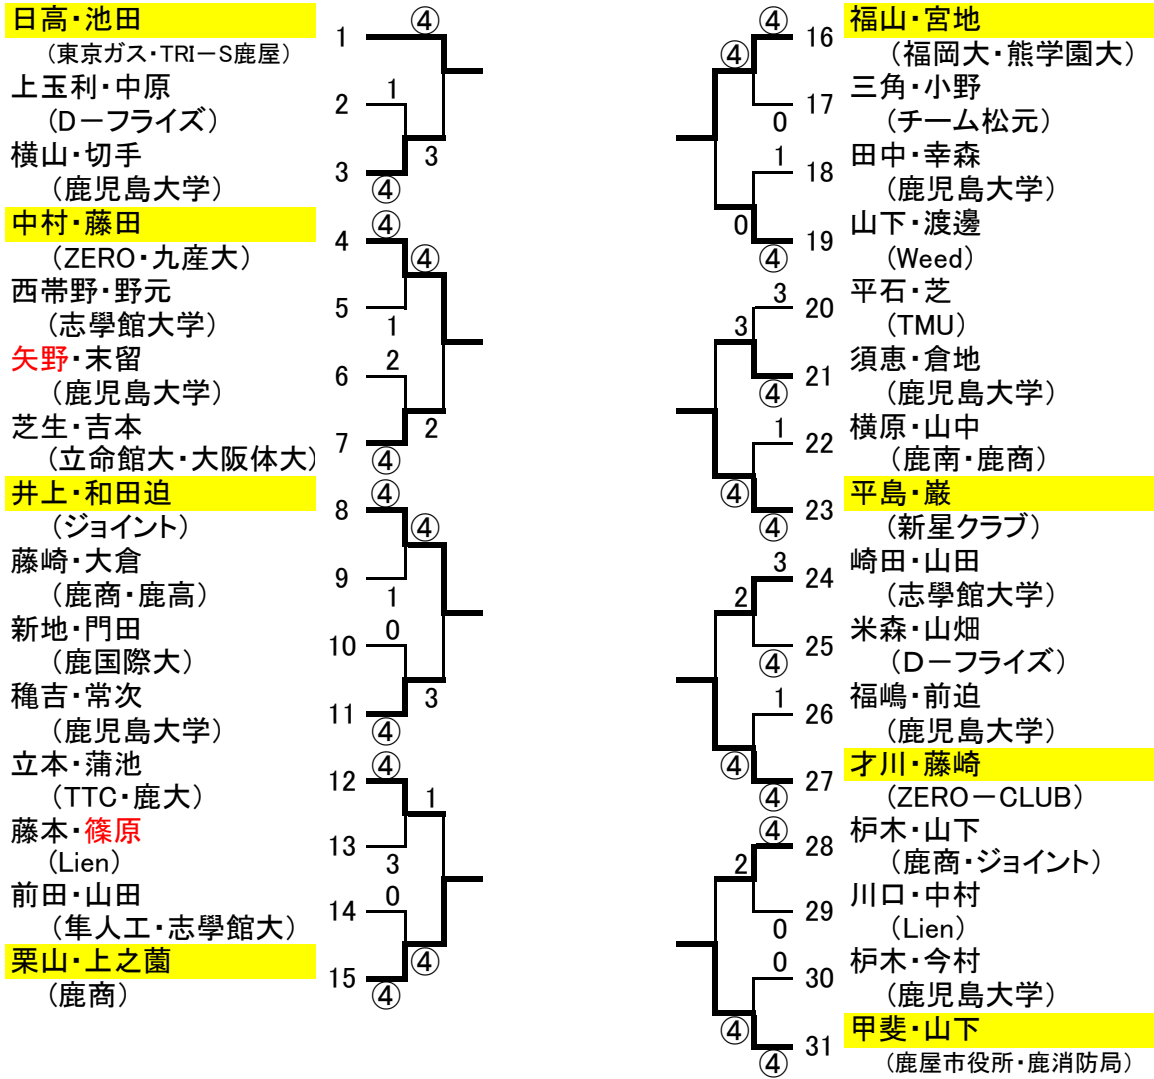 日高・池田
④
1
(東京ガス・TRI－S鹿屋)
上玉利・中原
1
2
(D－フライズ)
横山・切手
3
3
(鹿児島大学)
④
中村・藤田
④
4
(ZERO・九産大)
④
西帯野・野元
5
(志學館大学)
1
矢野・末留
2
6
(鹿児島大学)
芝生・吉本
2
7
(立命館大・大阪体大)
④
井上・和田迫
④
8
(ジョイント)
④
藤崎・大倉
9
(鹿商・鹿高)
1
新地・門田
0
10
(鹿国際大)
穐吉・常次
3
11
(鹿児島大学)
④
立本・蒲池
④
12
(TTC・鹿大)
1
藤本・篠原
13
(Lien)
3
前田・山田
0
14
(隼人工・志學館大)
栗山・上之薗
④
15
(鹿商)
④
④
16
福山・宮地
④
(福岡大・熊学園大)
17
三角・小野
0
(チーム松元)
1
18
田中・幸森
(鹿児島大学)
0
19
山下・渡邊
④
(Weed)
3
20
平石・芝
3
(TMU)
21
須恵・倉地
④
(鹿児島大学)
1
22
横原・山中
(鹿南・鹿商)
④
23
平島・巌
④
(新星クラブ)
3
24
崎田・山田
2
(志學館大学)
25
米森・山畑
④
(D－フライズ)
1
26
福嶋・前迫
(鹿児島大学)
④
27
才川・藤崎
④
(ZERO－CLUB)
④
28
枦木・山下
2
(鹿商・ジョイント)
29
川口・中村
0
(Lien)
0
30
枦木・今村
(鹿児島大学)
④
31
甲斐・山下
④
(鹿屋市役所・鹿消防局)